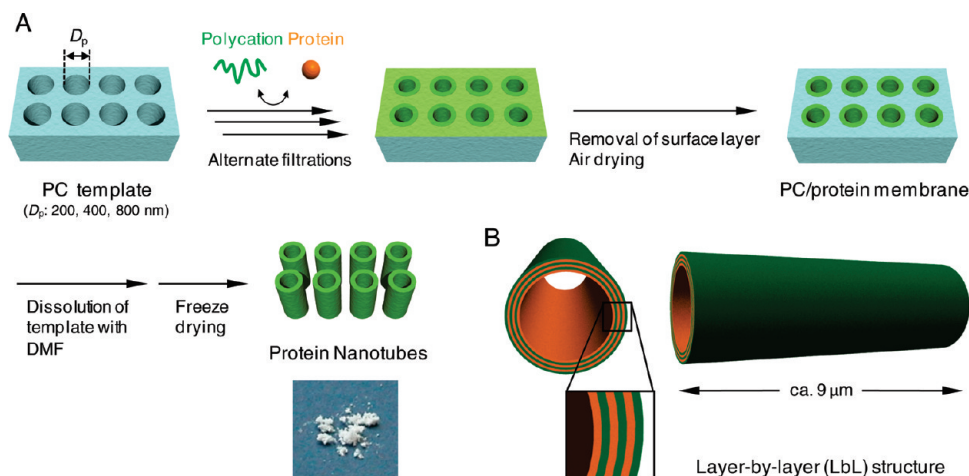 A
Dp
Polycation Protein
Alternate filtrations
Removal of surface layer
Air drying
PC template
(Dp: 200, 400, 800 nm)
PC/protein membrane
Dissolution of
template with
DMF
Freeze
drying
Protein Nanotubes
B
ca. 9 μm
Layer-by-layer (LbL) structure